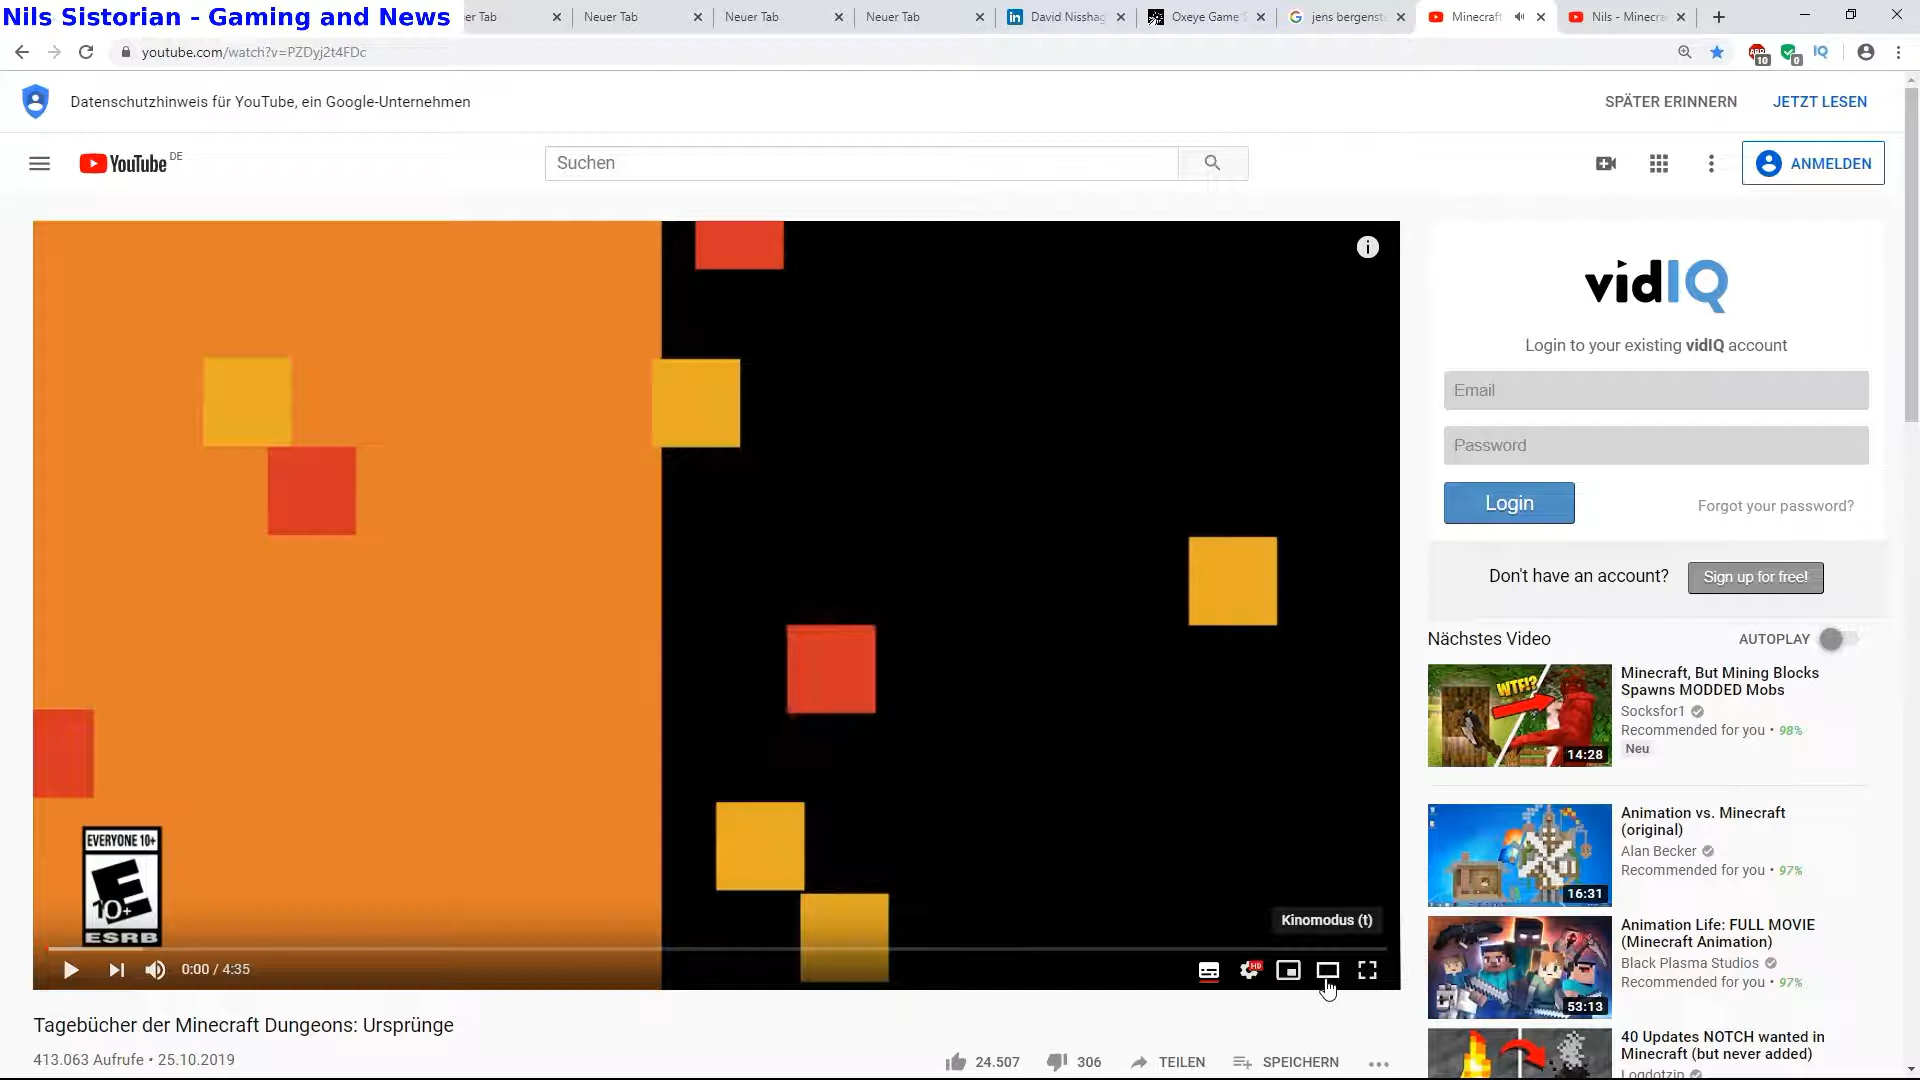 Nils Sistorian - Gaming and News
er Tab
Neuer Tab
Neuer Tab
Neuer Tab
David Nisshag
Oxeye Game
jens bergenst
Minecraft
Nils - Minecra
youtube.com/watch?v=PZDyj2t4FDc
ABP
10
0
IQ
Datenschutzhinweis für YouTube, ein Google-Unternehmen
SPÄTER ERINNERN
JETZT LESEN
YouTube DE
Suchen
ANMELDEN
vidIQ
Login to your existing vidIQ account
Email
Password
Login
Forgot your password?
Don't have an account?
Sign up for free!
Nächstes Video
AUTOPLAY
WTF!?
14:28
Minecraft, But Mining Blocks
Spawns MODDED Mobs
Socksfor1
Recommended for you • 98%
Neu
16:31
Animation vs. Minecraft
(original)
Alan Becker
Recommended for you • 97%
53:13
Animation Life: FULL MOVIE
(Minecraft Animation)
Black Plasma Studios
Recommended for you • 97%
40 Updates NOTCH wanted in
Minecraft (but never added)
Logdotzip
EVERYONE 10+
E
10+
ESRB
Kinomodus (t)
0:00 / 4:35
HD
Tagebücher der Minecraft Dungeons: Ursprünge
413.063 Aufrufe • 25.10.2019
24.507
306
TEILEN
SPEICHERN